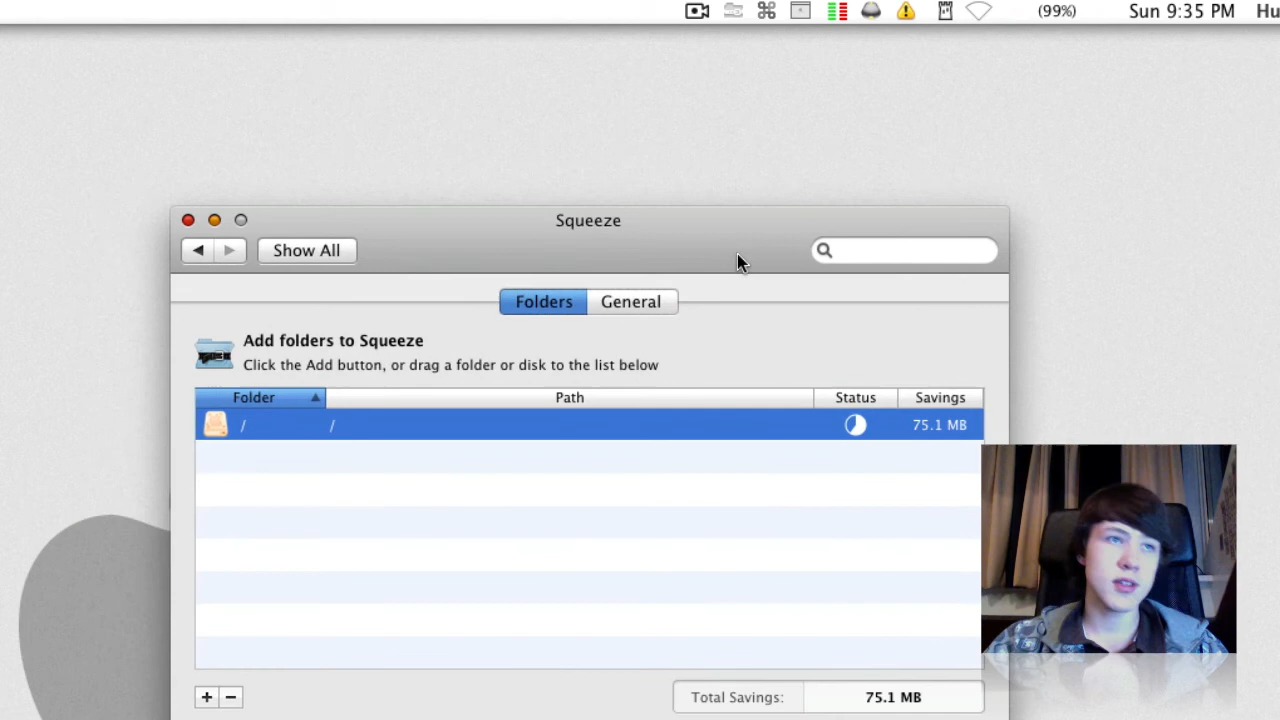 (99%) Sun 9:35 PM Hu
Squeeze
Show All
Folders General
Add folders to Squeeze
Click the Add button, or drag a folder or disk to the list below
Folder Path Status Savings
/ / 75.1 MB
+ −
Total Savings: 75.1 MB